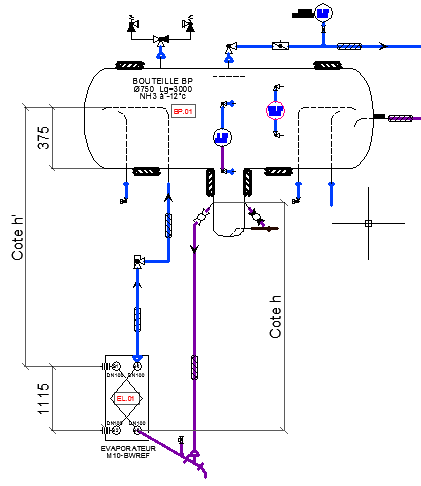 BOUTEILLE BP
Ø750 Lg=3000
NH3 à -12°c
BP.01
375
Cote h'
Cote h
1115
DN100 DN100
EL.01
DN100
EVAPORATEUR
M10-BWREF